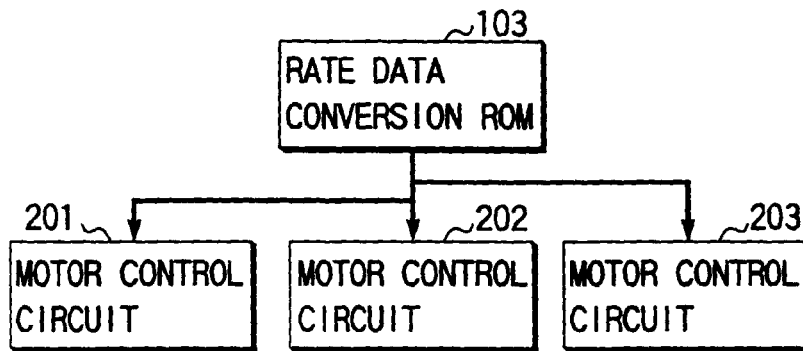 103
RATE DATA
CONVERSION ROM
201
202
203
MOTOR CONTROL
CIRCUIT
MOTOR CONTROL
CIRCUIT
MOTOR CONTROL
CIRCUIT